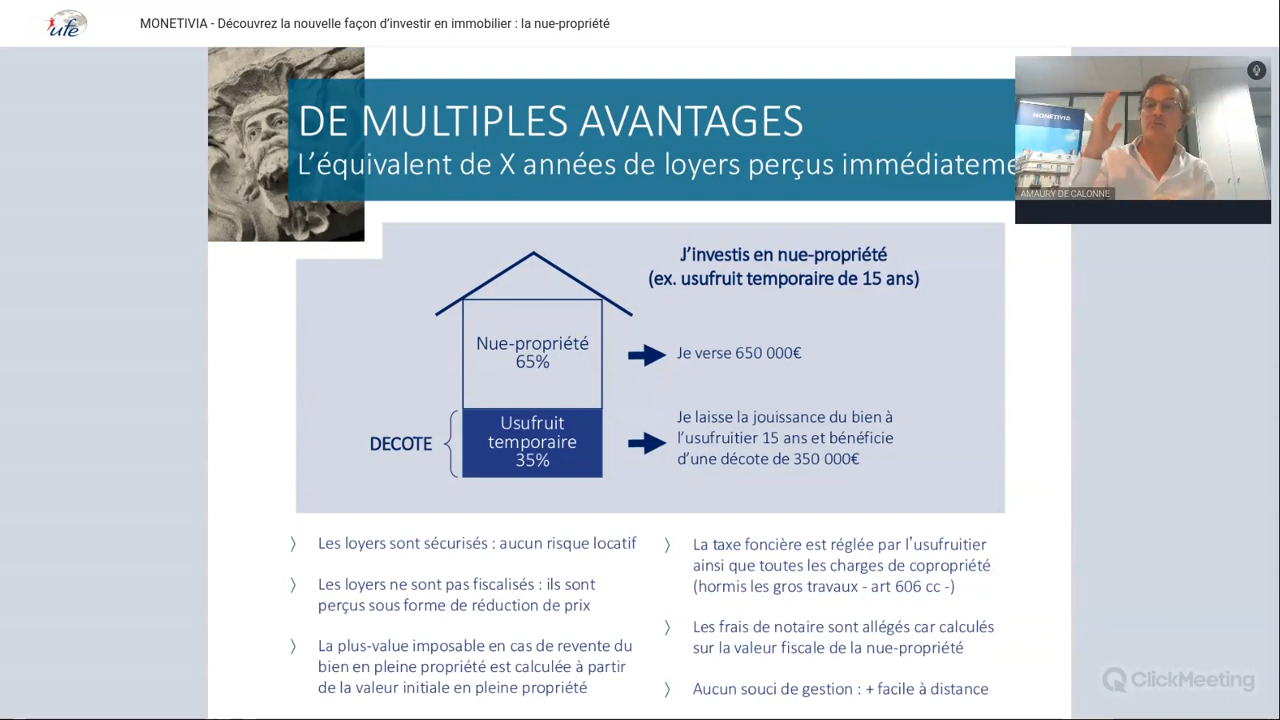 ufe
MONETIVIA - Découvrez la nouvelle façon d'investir en immobilier : la nue-propriété
DE MULTIPLES AVANTAGES
L'équivalent de X années de loyers perçus immédiateme
MONETIVIA
AMAURY DE CALONNE
J'investis en nue-propriété
(ex. usufruit temporaire de 15 ans)
Nue-propriété
65%
Je verse 650 000€
DECOTE
Usufruit
temporaire
35%
Je laisse la jouissance du bien à
l'usufruitier 15 ans et bénéficie
d'une décote de 350 000€
Les loyers sont sécurisés : aucun risque locatif
Les loyers ne sont pas fiscalisés : ils sont
perçus sous forme de réduction de prix
La plus-value imposable en cas de revente du
bien en pleine propriété est calculée à partir
de la valeur initiale en pleine propriété
La taxe foncière est réglée par l'usufruitier
ainsi que toutes les charges de copropriété
(hormis les gros travaux - art 606 cc -)
Les frais de notaire sont allégés car calculés
sur la valeur fiscale de la nue-propriété
Aucun souci de gestion : + facile à distance
ClickMeeting